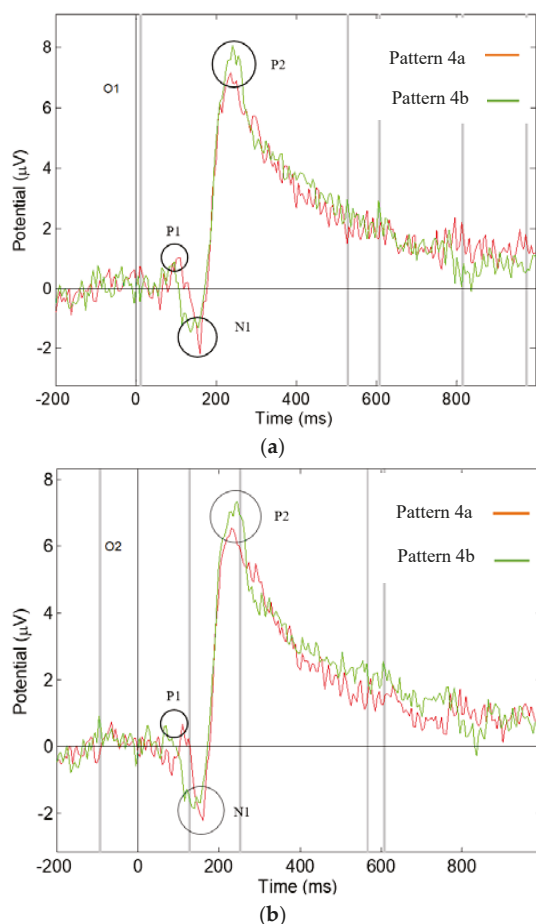 8
P2
Pattern 4a
O1
6
Pattern 4b
Potential (µV)
4
P1
2
0
N1
-2
-200
0
200
400
600
800
Time (ms)
(a)
8
P2
Pattern 4a
O2
6
Pattern 4b
Potential (µV)
4
P1
2
0
N1
-2
-200
0
200
400
600
800
Time (ms)
(b)